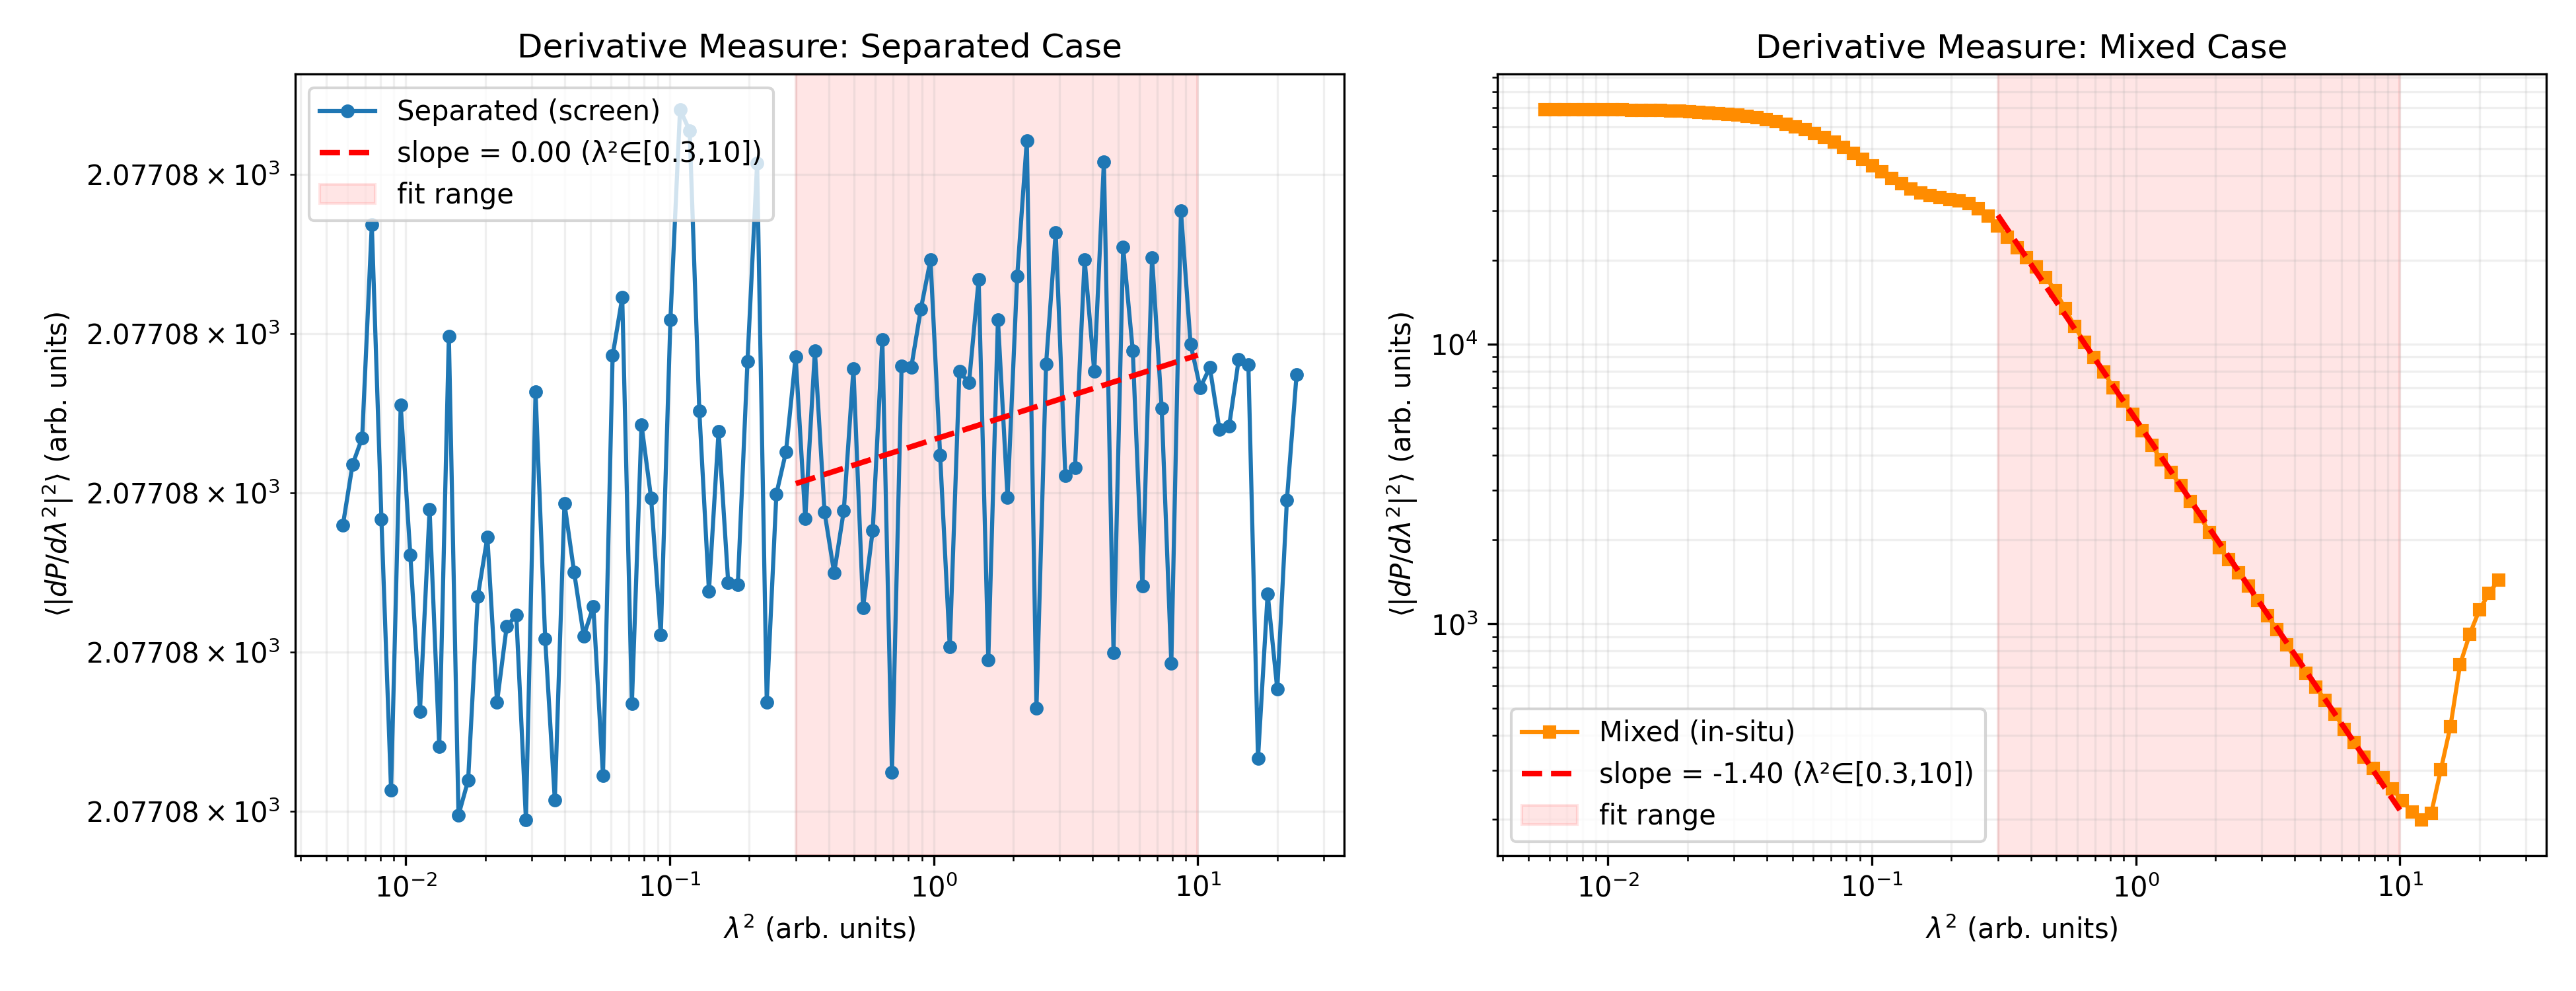 Derivative Measure: Separated Case
Separated (screen)
slope = 0.00 (λ²∈[0.3,10])
fit range
2.07708 × 10³
2.07708 × 10³
2.07708 × 10³
2.07708 × 10³
2.07708 × 10³
⟨|dP/dλ²|²⟩ (arb. units)
10⁻² 10⁻¹ 10⁰ 10¹
λ² (arb. units)
Derivative Measure: Mixed Case
10⁴
10³
⟨|dP/dλ²|²⟩ (arb. units)
Mixed (in-situ)
slope = -1.40 (λ²∈[0.3,10])
fit range
10⁻² 10⁻¹ 10⁰ 10¹
λ² (arb. units)